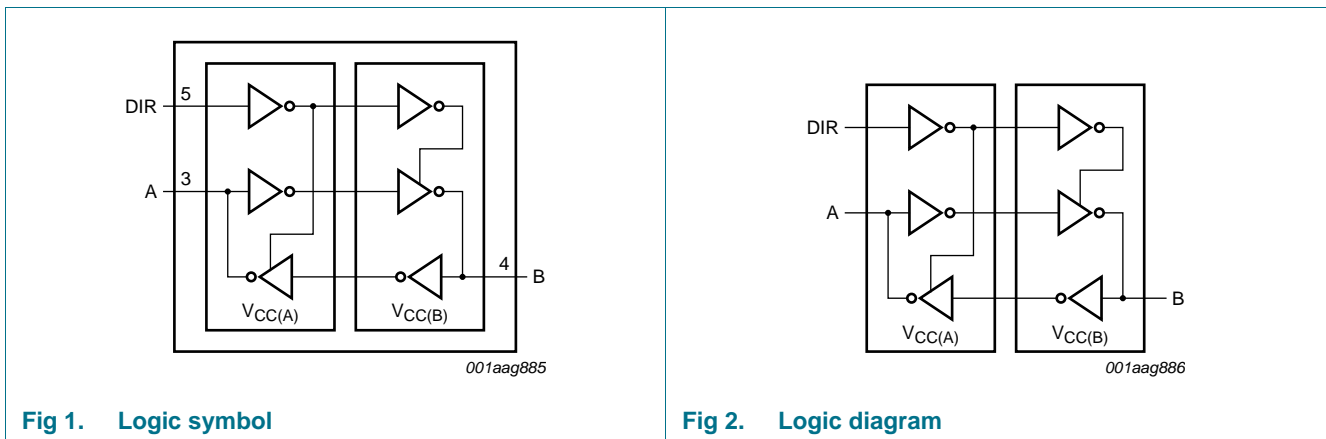 DIR 5
A 3
4 B
VCC(A) VCC(B)
001aag885
Fig 1. Logic symbol
DIR
A
B
VCC(A) VCC(B)
001aag886
Fig 2. Logic diagram